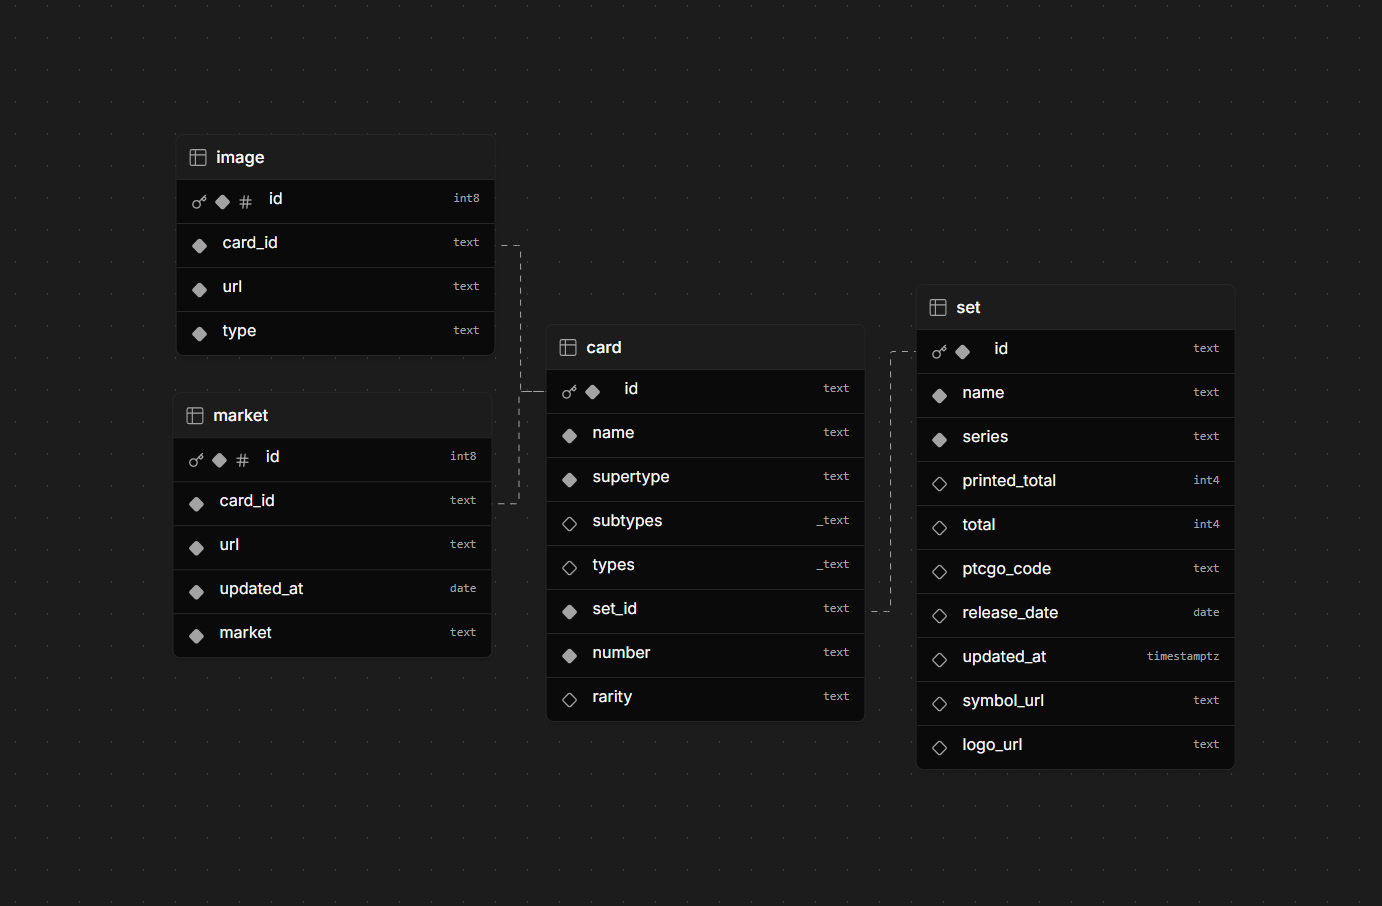 image
# id int8
card_id text
url text
type text
market
# id int8
card_id text
url text
updated_at date
market text
card
id text
name text
supertype text
subtypes _text
types _text
set_id text
number text
rarity text
set
id text
name text
series text
printed_total int4
total int4
ptcgo_code text
release_date date
updated_at timestamptz
symbol_url text
logo_url text